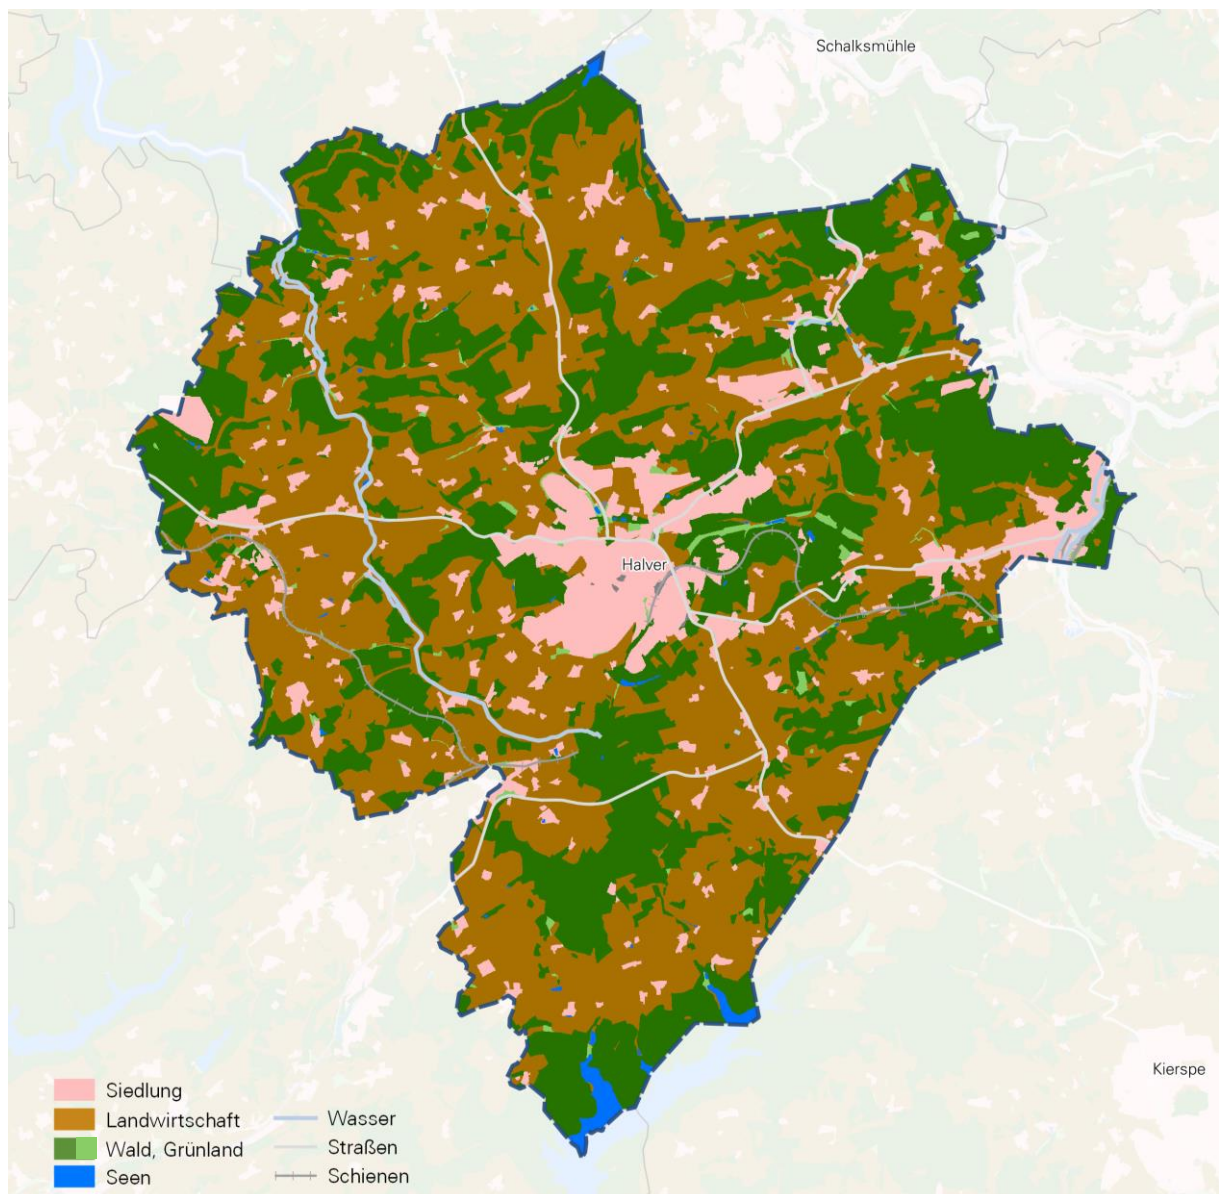 Schalksmühle
Halver
Kierspe
Siedlung
Landwirtschaft
Wald, Grünland
Seen
Wasser
Straßen
Schienen